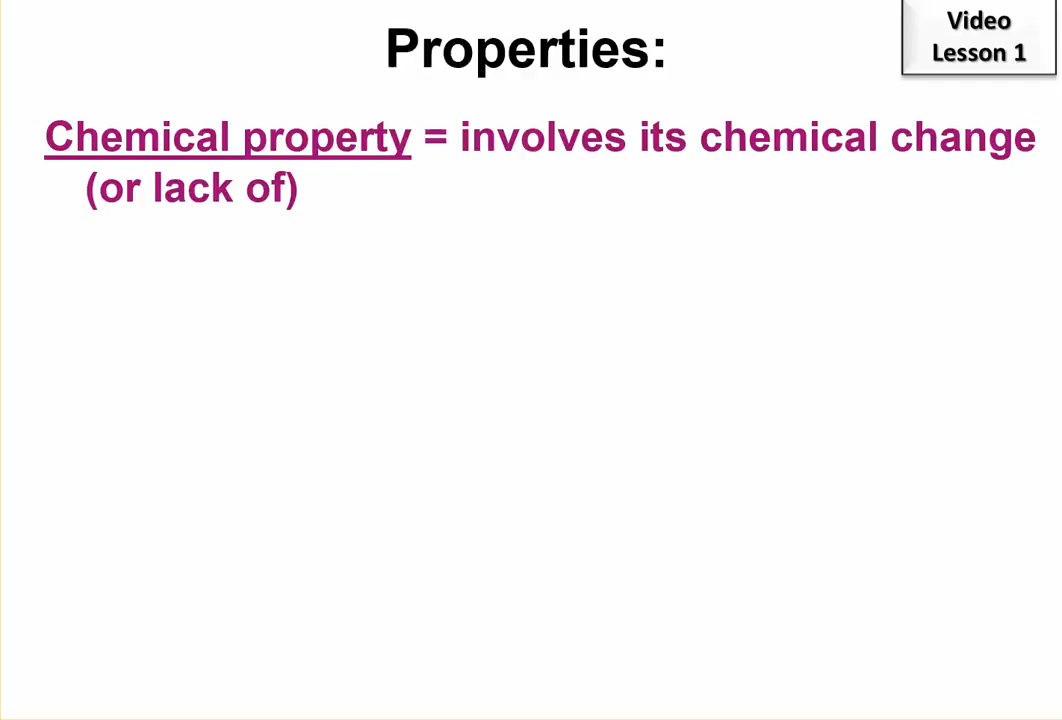 Properties:
Video
Lesson 1
Chemical property = involves its chemical change
(or lack of)